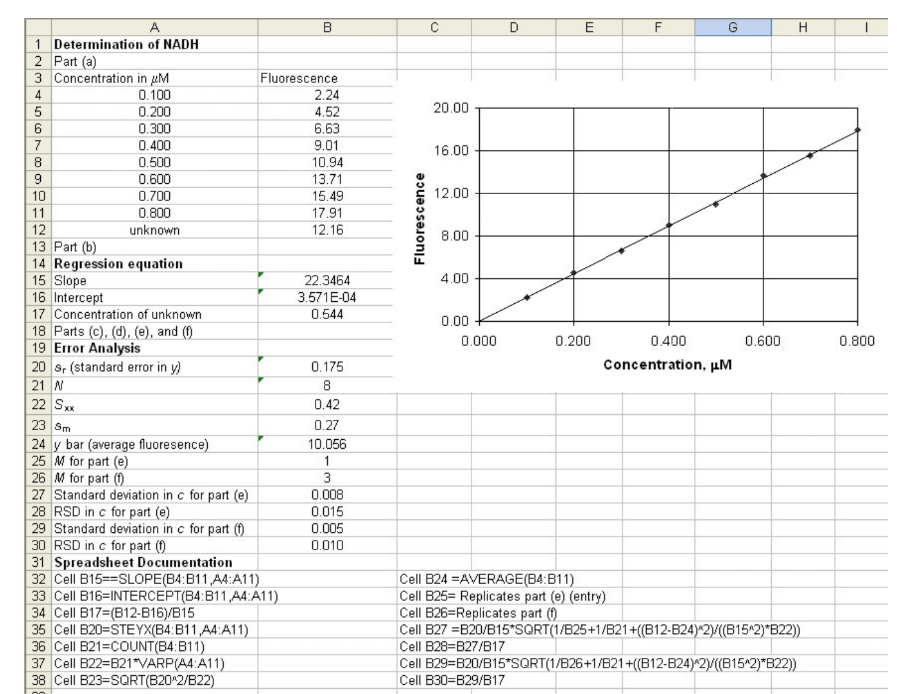 A B C D E F G H I
1 Determination of NADH
2 Part (a)
3 Concentration in μM Fluorescence
4 0.100 2.24
5 0.200 4.52
6 0.300 6.63
7 0.400 9.01
8 0.500 10.94
9 0.600 13.71
10 0.700 15.49
11 0.800 17.91
12 unknown 12.16
13 Part (b)
14 Regression equation
15 Slope 22.3464
16 Intercept 3.571E-04
17 Concentration of unknown 0.544
18 Parts (c), (d), (e), and (f)
19 Error Analysis
20 sr (standard error in y) 0.175
21 N 8
22 Sxx 0.42
23 sm 0.27
24 y bar (average fluoresence) 10.056
25 M for part (e) 1
26 M for part (f) 3
27 Standard deviation in c for part (e) 0.008
28 RSD in c for part (e) 0.015
29 Standard deviation in c for part (f) 0.005
30 RSD in c for part (f) 0.010
31 Spreadsheet Documentation
32 Cell B15==SLOPE(B4:B11,A4:A11) Cell B24 =AVERAGE(B4:B11)
33 Cell B16=INTERCEPT(B4:B11,A4:A11) Cell B25= Replicates part (e) (entry)
34 Cell B17=(B12-B16)/B15 Cell B26=Replicates part (f)
35 Cell B20=STEYX(B4:B11,A4:A11) Cell B27 =B20/B15*SQRT(1/B25+1/B21+((B12-B24)^2)/((B15^2)*B22))
36 Cell B21=COUNT(B4:B11) Cell B28=B27/B17
37 Cell B22=B21*VARP(A4:A11) Cell B29=B20/B15*SQRT(1/B26+1/B21+((B12-B24)^2)/((B15^2)*B22))
38 Cell B23=SQRT(B20^2/B22) Cell B30=B29/B17
Fluorescence
20.00
16.00
12.00
8.00
4.00
0.00
0.000 0.200 0.400 0.600 0.800
Concentration, μM